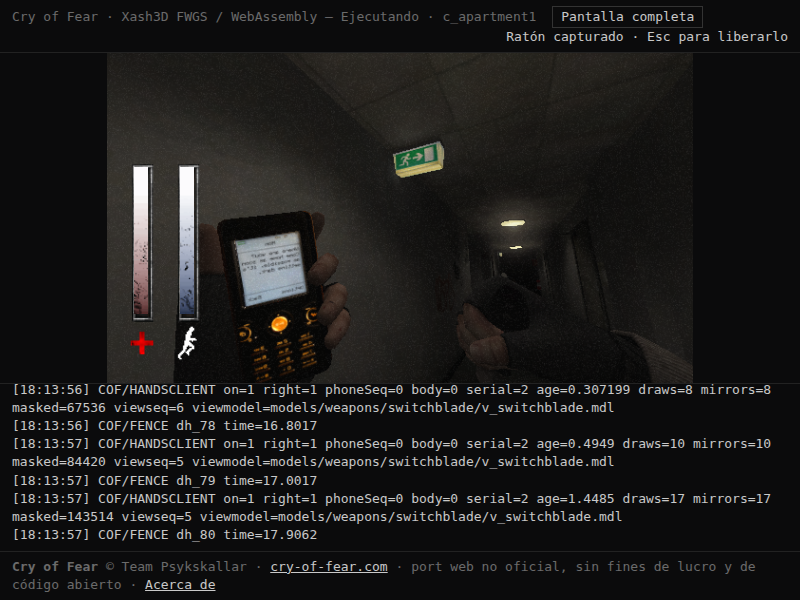 Cry of Fear · Xash3D FWGS / WebAssembly — Ejecutando · c_apartment1
Pantalla completa
Ratón capturado · Esc para liberarlo
[18:13:56] COF/HANDSCLIENT on=1 right=1 phoneSeq=0 body=0 serial=2 age=0.307199 draws=8 mirrors=8
masked=67536 viewseq=6 viewmodel=models/weapons/switchblade/v_switchblade.mdl
[18:13:56] COF/FENCE dh_78 time=16.8017
[18:13:57] COF/HANDSCLIENT on=1 right=1 phoneSeq=0 body=0 serial=2 age=0.4949 draws=10 mirrors=10
masked=84420 viewseq=5 viewmodel=models/weapons/switchblade/v_switchblade.mdl
[18:13:57] COF/FENCE dh_79 time=17.0017
[18:13:57] COF/HANDSCLIENT on=1 right=1 phoneSeq=0 body=0 serial=2 age=1.4485 draws=17 mirrors=17
masked=143514 viewseq=5 viewmodel=models/weapons/switchblade/v_switchblade.mdl
[18:13:57] COF/FENCE dh_80 time=17.9062
Cry of Fear © Team Psykskallar · cry-of-fear.com · port web no oficial, sin fines de lucro y de
código abierto · Acerca de